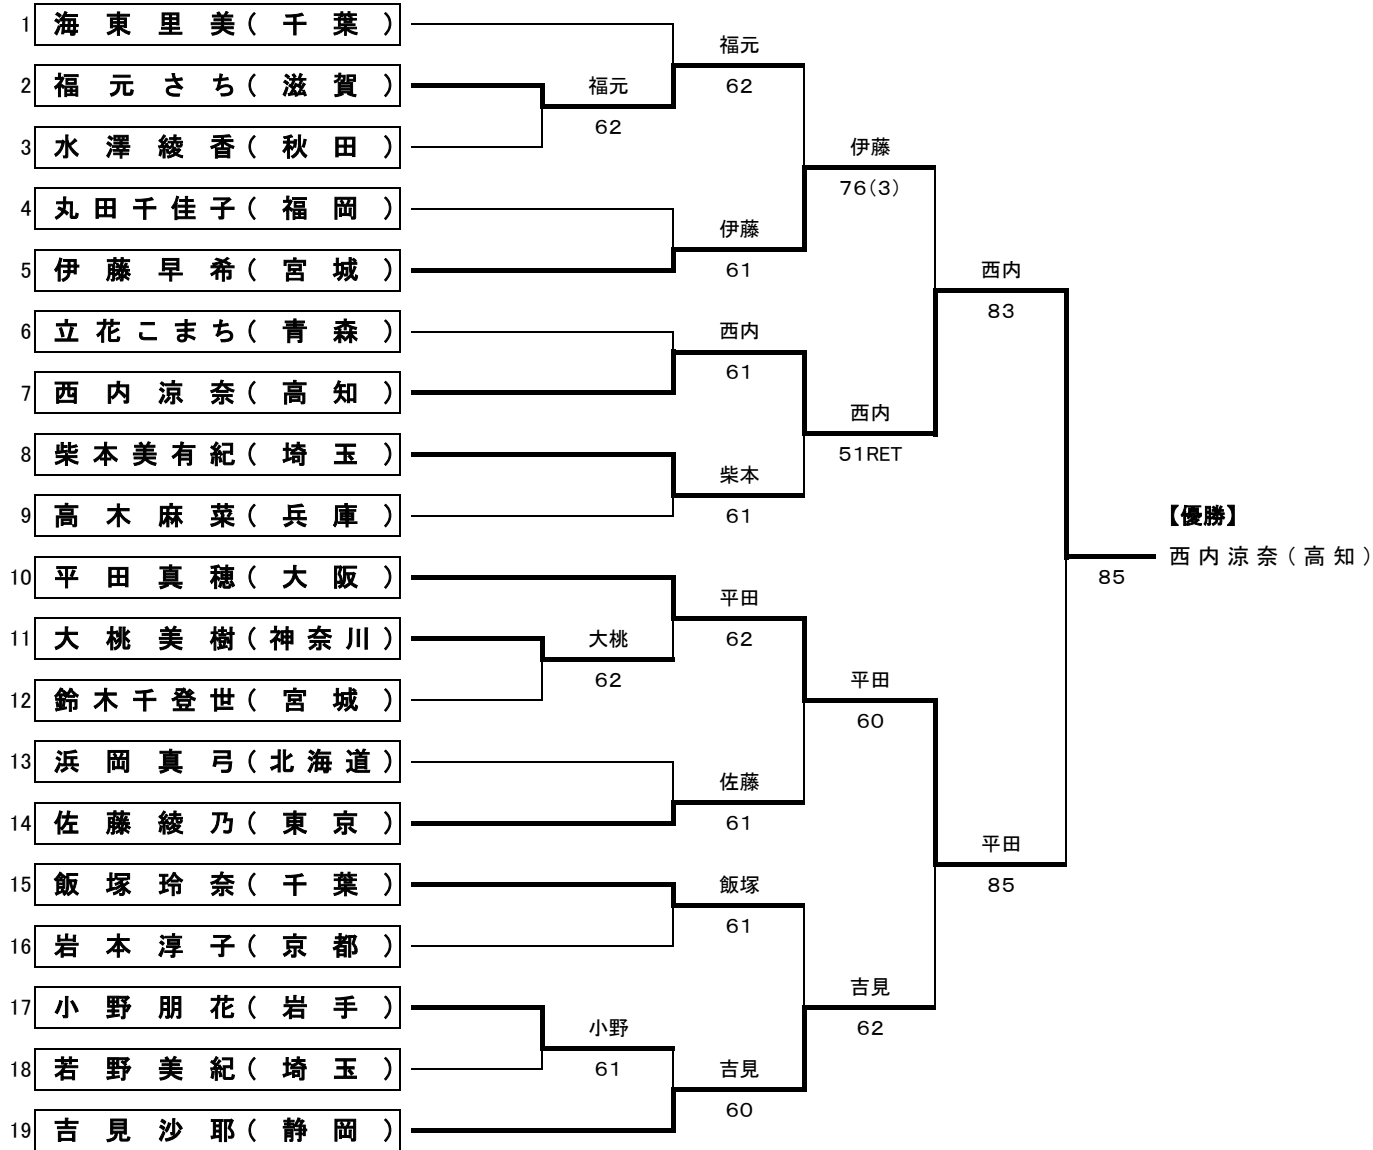 1 海東里美(千葉)
福元
2 福元さち(滋賀) 福元 62
62
3 水澤綾香(秋田) 伊藤
76(3)
4 丸田千佳子(福岡)
伊藤
5 伊藤早希(宮城) 61 西内
83
6 立花こまち(青森) 西内
61
7 西内涼奈(高知)
西内
8 柴本美有紀(埼玉) 51RET
柴本
9 高木麻菜(兵庫) 61 【優勝】
西内涼奈(高知)
10 平田真穂(大阪) 85
平田
11 大桃美樹(神奈川) 大桃 62
62 平田
12 鈴木千登世(宮城) 60
13 浜岡真弓(北海道)
佐藤
14 佐藤綾乃(東京) 61
平田
15 飯塚玲奈(千葉) 飯塚 85
61
16 岩本淳子(京都)
吉見
17 小野朋花(岩手) 62
小野
18 若野美紀(埼玉) 61 吉見
60
19 吉見沙耶(静岡)